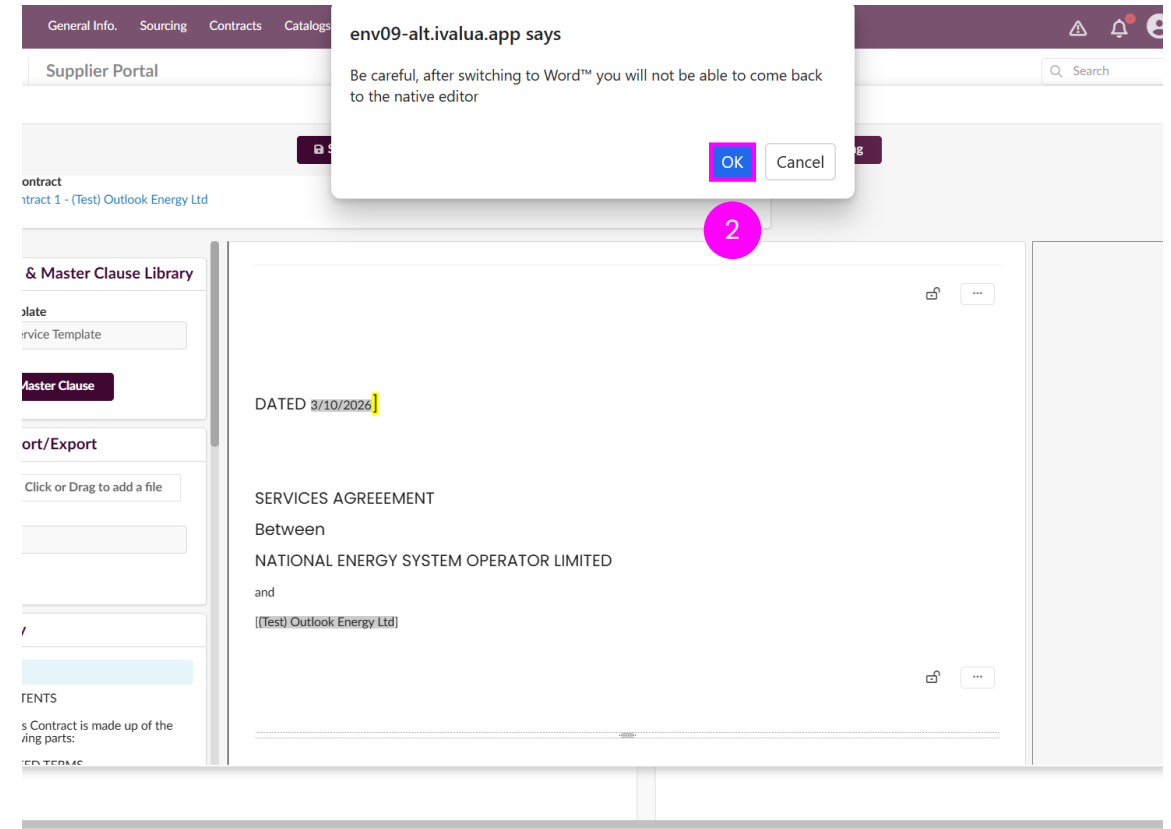 General Info. Sourcing Contracts Catalogs
env09-alt.ivalua.app says
Supplier Portal
Search
Be careful, after switching to Word™ you will not be able to come back
to the native editor
OK Cancel
2
ontract
ntract 1 - (Test) Outlook Energy Ltd
& Master Clause Library
plate
ervice Template
Master Clause
ort/Export
Click or Drag to add a file
TENTS
s Contract is made up of the
ving parts:
DATED 3/10/2026]
SERVICES AGREEEMENT
Between
NATIONAL ENERGY SYSTEM OPERATOR LIMITED
and
[(Test) Outlook Energy Ltd]